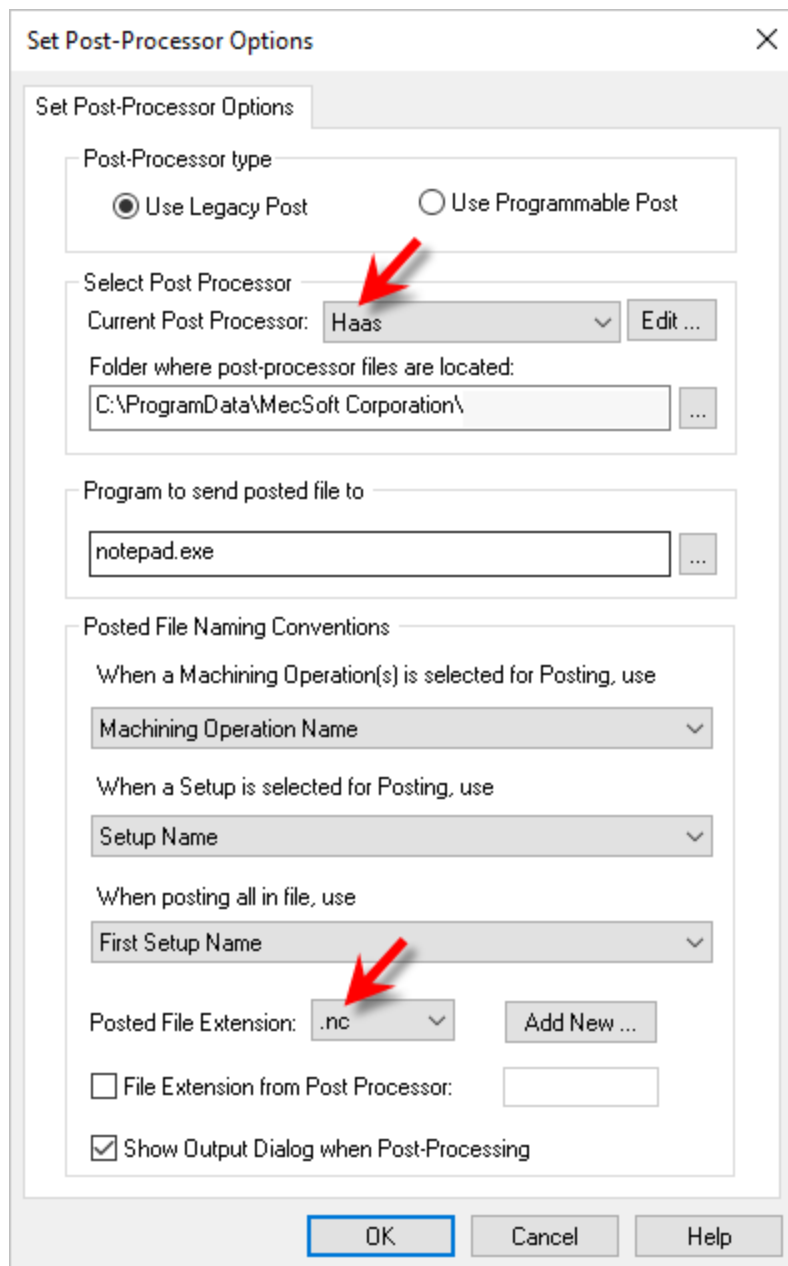 Set Post-Processor Options
Set Post-Processor Options
Post-Processor type
Use Legacy Post
Use Programmable Post
Select Post Processor
Current Post Processor: Haas Edit ...
Folder where post-processor files are located:
C:\ProgramData\MecSoft Corporation\ ...
Program to send posted file to
notepad.exe ...
Posted File Naming Conventions
When a Machining Operation(s) is selected for Posting, use
Machining Operation Name
When a Setup is selected for Posting, use
Setup Name
When posting all in file, use
First Setup Name
Posted File Extension: .nc Add New ...
File Extension from Post Processor:
Show Output Dialog when Post-Processing
OK Cancel Help